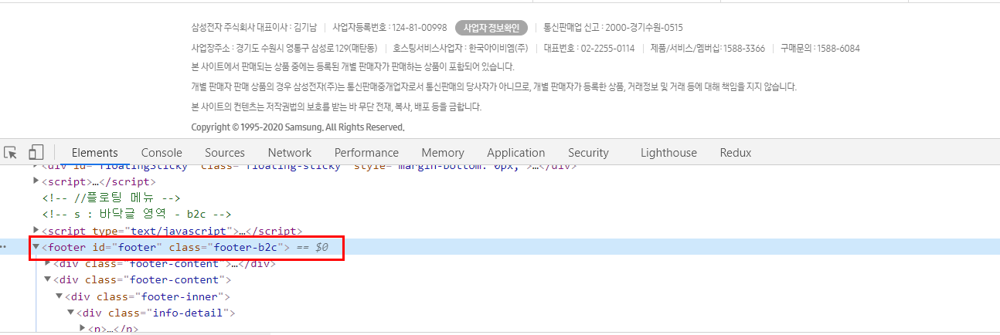 삼성전자 주식회사 대표이사 : 김기남 사업자등록번호 : 124-81-00998 사업자 정보확인 통신판매업 신고 : 2000-경기수원-0515
사업장주소 : 경기도 수원시 영통구 삼성로 129(매탄동) 호스팅서비스사업자 : 한국아이비엠(주) 대표번호 : 02-2255-0114 제품/서비스/멤버십: 1588-3366 구매문의 : 1588-6084
본 사이트에서 판매되는 상품 중에는 등록된 개별 판매자가 판매하는 상품이 포함되어 있습니다.
개별 판매자 판매 상품의 경우 삼성전자(주)는 통신판매중개업자로서 통신판매의 당사자가 아니므로, 개별 판매자가 등록한 상품, 거래정보 및 거래 등에 대해 책임을 지지 않습니다.
본 사이트의 컨텐츠는 저작권법의 보호를 받는 바 무단 전재, 복사, 배포 등을 금합니다.
Copyright © 1995-2020 Samsung. All Rights Reserved.
Elements Console Sources Network Performance Memory Application Security Lighthouse Redux
<div id="floatingSticky" class="floating-sticky" style="margin-bottom: 0px;">…</div>
<script>…</script>
<!-- //플로팅 메뉴 -->
<!-- s : 바닥글 영역 - b2c -->
<script type="text/javascript">…</script>
<footer id="footer" class="footer-b2c"> == $0
<div class="footer-content">…</div>
<div class="footer-content">
<div class="footer-inner">
<div class="info-detail">
<p>…</p>